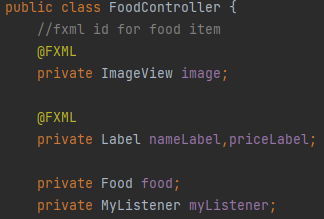 public class FoodController {
//fxml id for food item
@FXML
private ImageView image;
@FXML
private Label nameLabel,priceLabel;
private Food food;
private MyListener myListener;